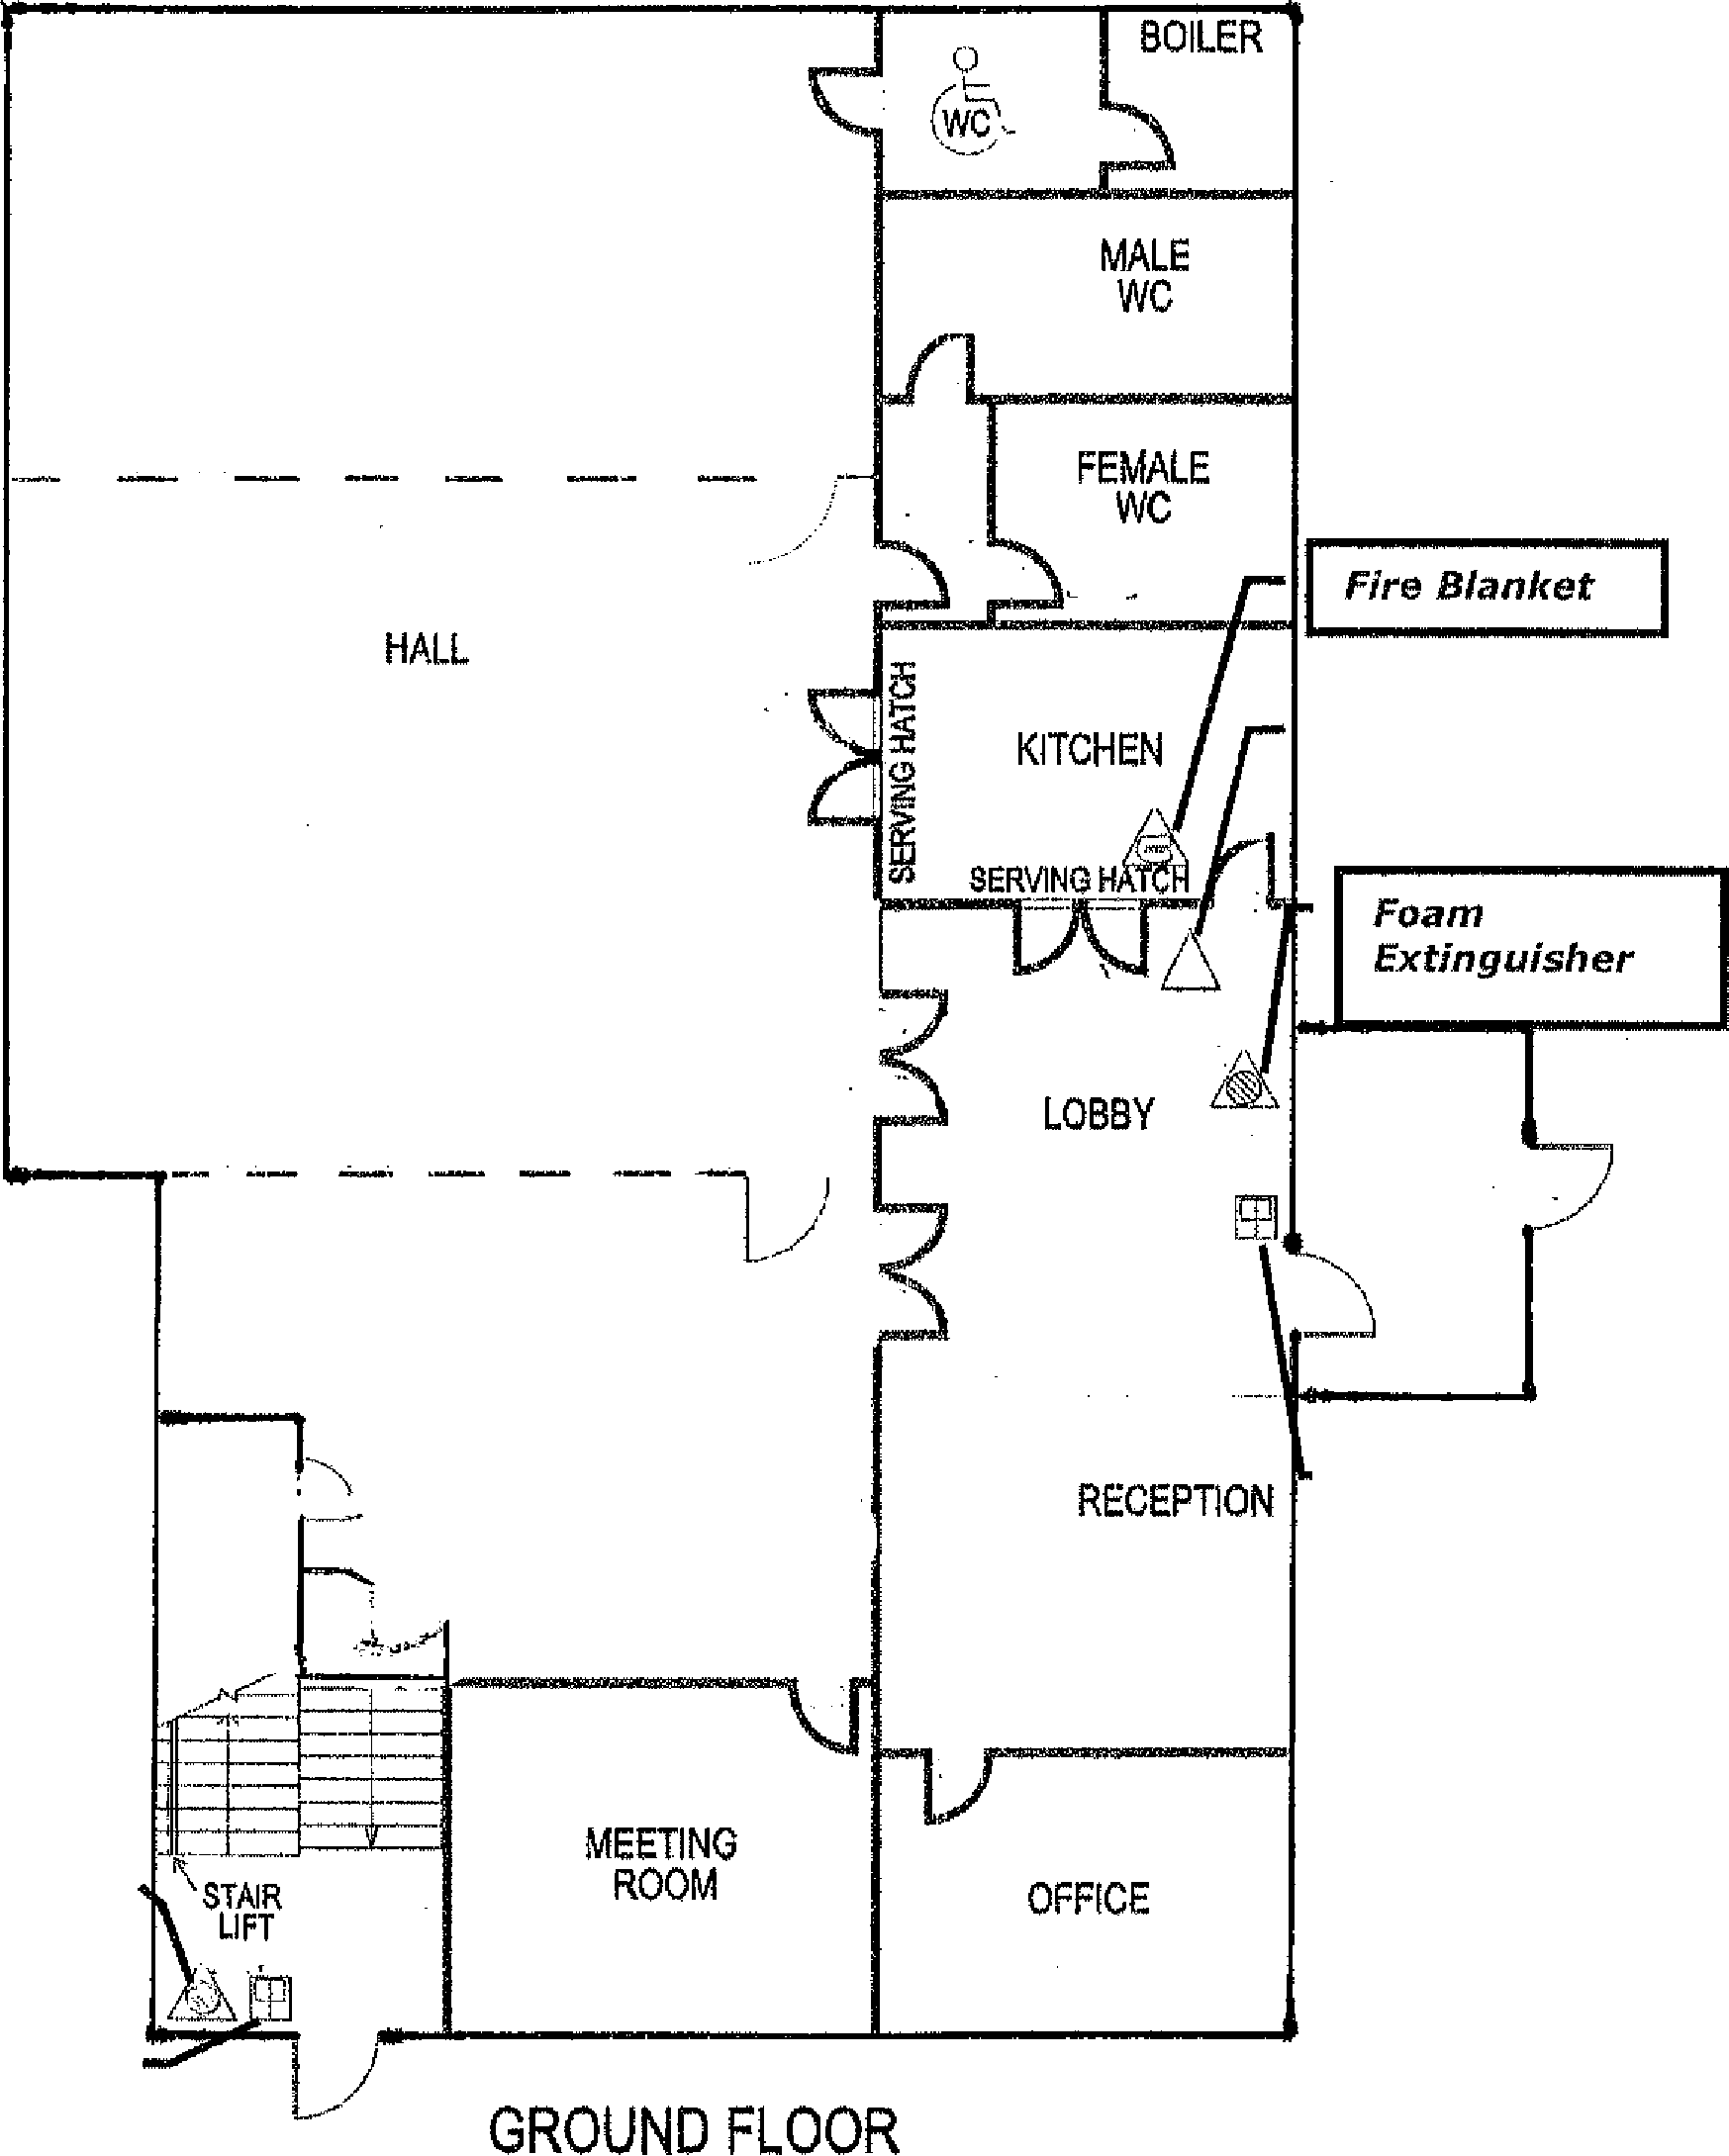 BOILER
WC
MALE
WC
FEMALE
WC
Fire Blanket
HALL
SERVING HATCH
KITCHEN
SERVING HATCH
Foam
Extinguisher
LOBBY
RECEPTION
MEETING
ROOM
OFFICE
STAIR
LIFT
GROUND FLOOR